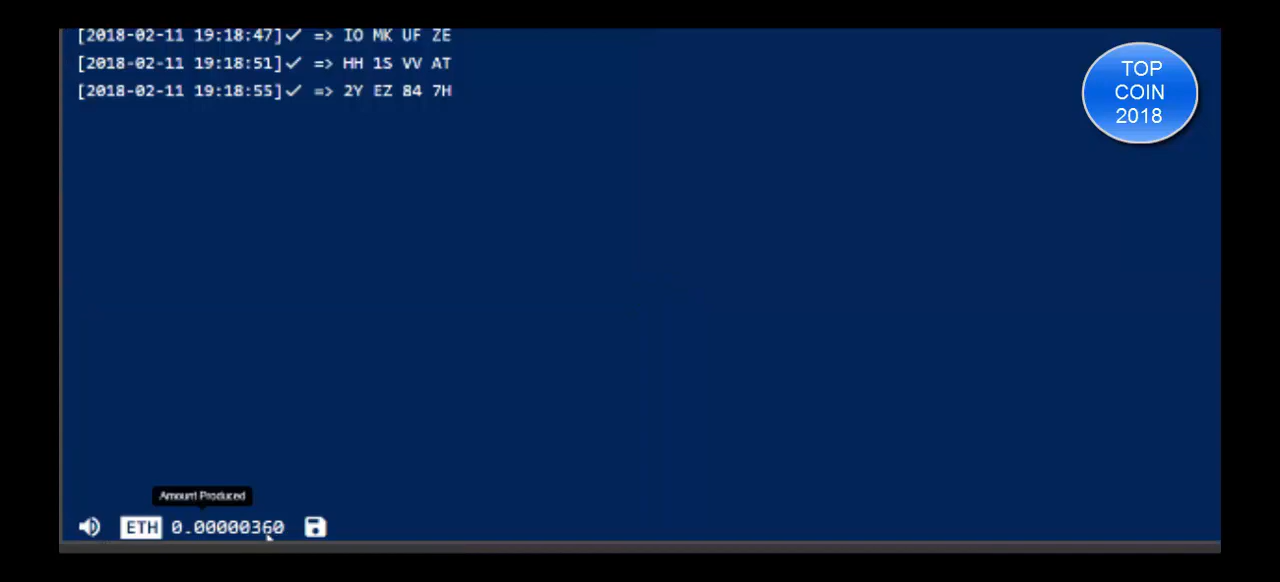 [2018-02-11 19:18:47]✓ => IO MK UF ZE
[2018-02-11 19:18:51]✓ => HH 1S VV AT
[2018-02-11 19:18:55]✓ => 2Y EZ 84 7H
TOP
COIN
2018
Amount Produced
ETH 0.00000360